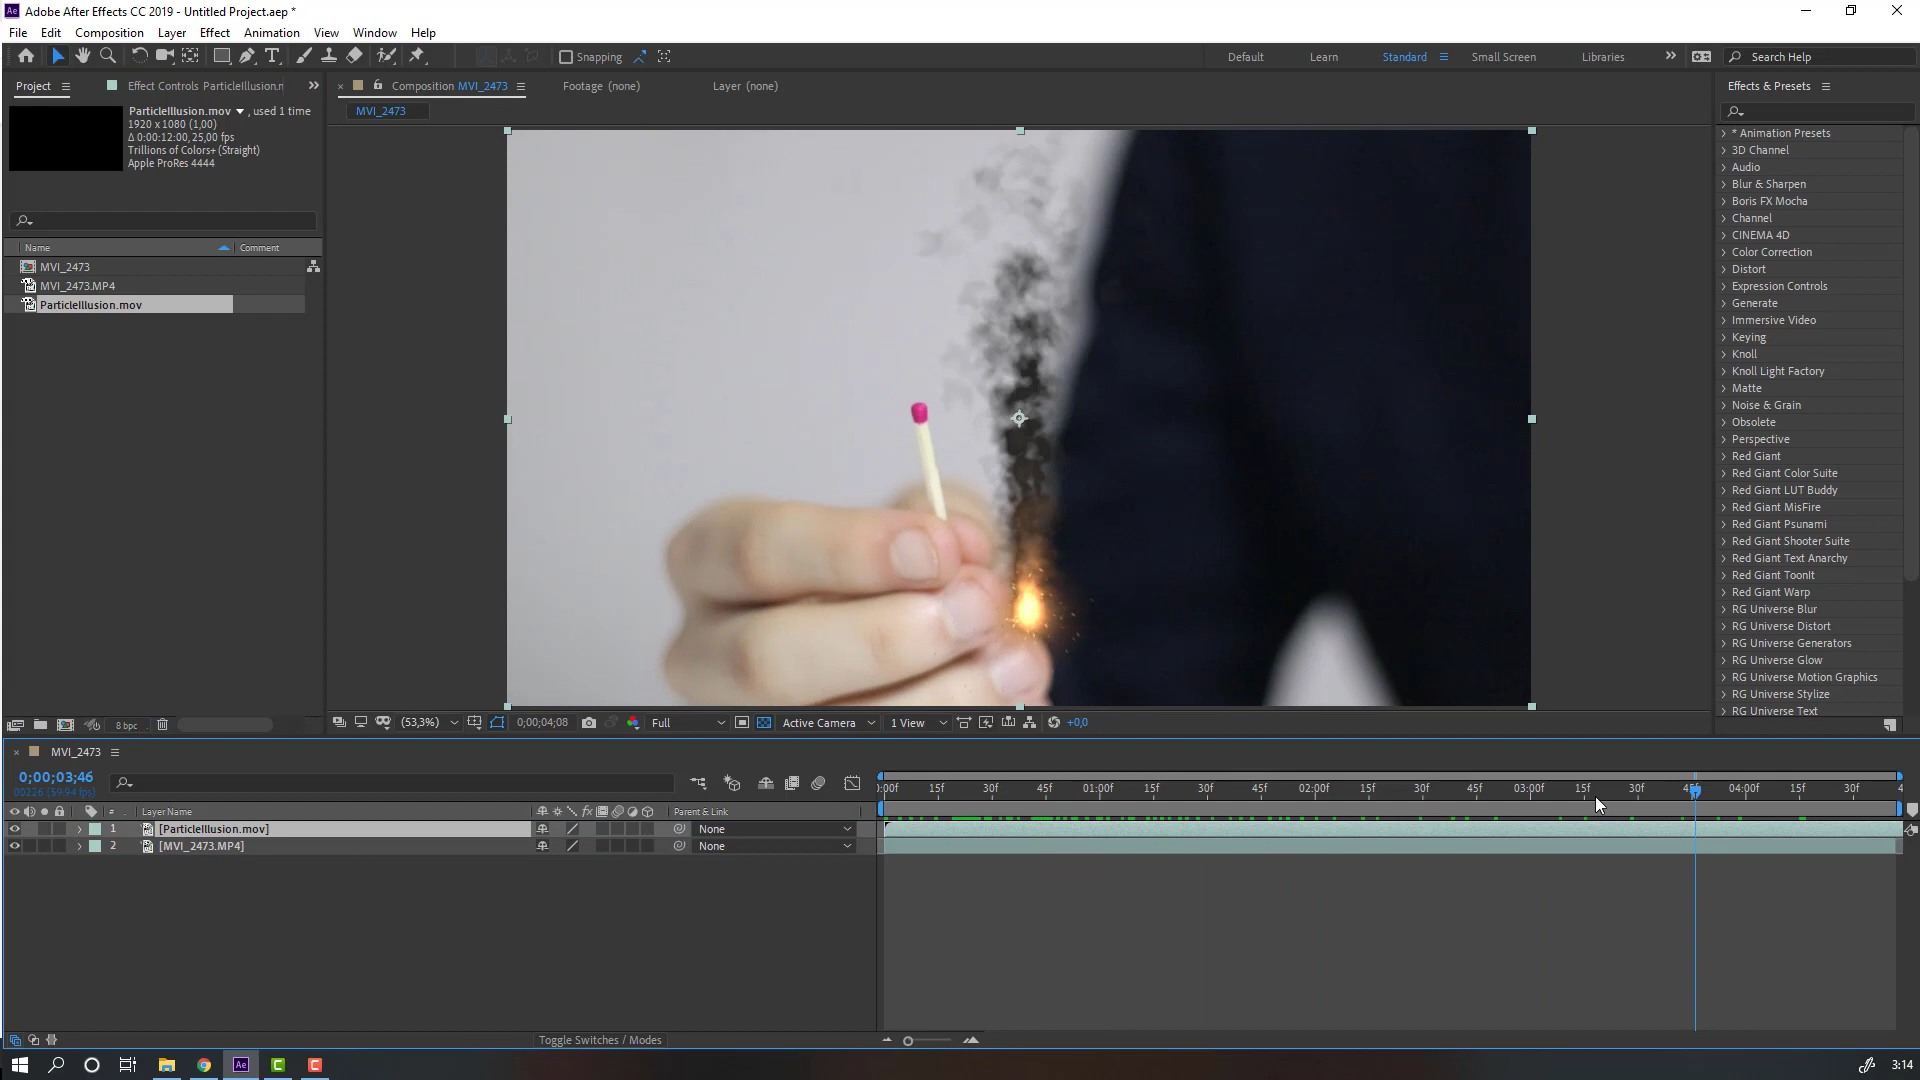 Adobe After Effects CC 2019 - Untitled Project.aep *
File Edit Composition Layer Effect Animation View Window Help
Snapping
Default Learn Standard Small Screen Libraries
Search Help
Project
Effect Controls ParticleIllusion.
Composition MVI_2473
Footage (none)
Layer (none)
Effects & Presets
MVI_2473
ParticleIllusion.mov , used 1 time
1920 x 1080 (1,00)
Δ 0:00:12:00, 25,00 fps
Trillions of Colors+ (Straight)
Apple ProRes 4444
Name Comment
MVI_2473
MVI_2473.MP4
ParticleIllusion.mov
* Animation Presets
3D Channel
Audio
Blur & Sharpen
Boris FX Mocha
Channel
CINEMA 4D
Color Correction
Distort
Expression Controls
Generate
Immersive Video
Keying
Knoll
Knoll Light Factory
Matte
Noise & Grain
Obsolete
Perspective
Red Giant
Red Giant Color Suite
Red Giant LUT Buddy
Red Giant MisFire
Red Giant Psunami
Red Giant Shooter Suite
Red Giant Text Anarchy
Red Giant ToonIt
Red Giant Warp
RG Universe Blur
RG Universe Distort
RG Universe Generators
RG Universe Glow
RG Universe Motion Graphics
RG Universe Stylize
RG Universe Text
8 bpc
(53,3%) 0;00;04;08 Full Active Camera 1 View +0,0
MVI_2473
0;00;03;46
00226 (59.94 fps)
:00f 15f 30f 45f 01:00f 15f 30f 45f 02:00f 15f 30f 45f 03:00f 15f 30f 04:00f 15f 30f 4
# Layer Name fx Parent & Link
1 [ParticleIllusion.mov] None
2 [MVI_2473.MP4] None
Toggle Switches / Modes
Ae
3:14